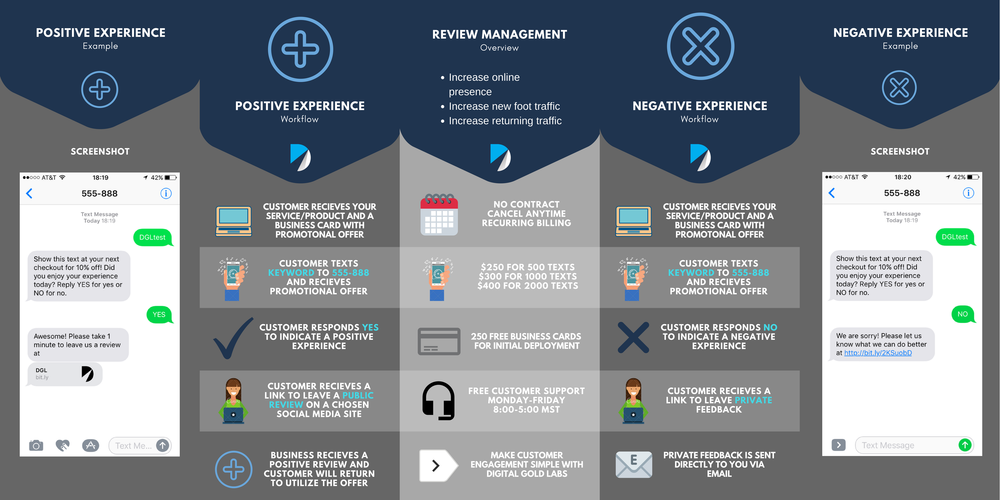 POSITIVE EXPERIENCE
Example
SCREENSHOT
●●○○○ AT&T 18:19 42%
555-888
Text Message
Today 18:19
DGLtest
Show this text at your next
checkout for 10% off! Did
you enjoy your experience
today? Reply YES for yes or
NO for no.
YES
Awesome! Please take 1
minute to leave us a review
at
DGL
bit.ly
Text Me...
POSITIVE EXPERIENCE
Workflow
CUSTOMER RECIEVES YOUR
SERVICE/PRODUCT AND A
BUSINESS CARD WITH
PROMOTONAL OFFER
CUSTOMER TEXTS
KEYWORD TO 555-888
AND RECIEVES
PROMOTIONAL OFFER
CUSTOMER RESPONDS YES
TO INDICATE A POSITIVE
EXPERIENCE
CUSTOMER RECIEVES A
LINK TO LEAVE A PUBLIC
REVIEW ON A CHOSEN
SOCIAL MEDIA SITE
BUSINESS RECIEVES A
POSITIVE REVIEW AND
CUSTOMER WILL RETURN
TO UTILIZE THE OFFER
REVIEW MANAGEMENT
Overview
• Increase online
presence
• Increase new foot traffic
• Increase returning traffic
NO CONTRACT
CANCEL ANYTIME
RECURRING BILLING
$250 FOR 500 TEXTS
$300 FOR 1000 TEXTS
$400 FOR 2000 TEXTS
250 FREE BUSINESS CARDS
FOR INITIAL DEPLOYMENT
FREE CUSTOMER SUPPORT
MONDAY-FRIDAY
8:00-5:00 MST
MAKE CUSTOMER
ENGAGEMENT SIMPLE WITH
DIGITAL GOLD LABS
NEGATIVE EXPERIENCE
Workflow
CUSTOMER RECIEVES YOUR
SERVICE/PRODUCT AND A
BUSINESS CARD WITH
PROMOTONAL OFFER
CUSTOMER TEXTS
KEYWORD TO 555-888
AND RECIEVES
PROMOTIONAL OFFER
CUSTOMER RESPONDS NO
TO INDICATE A NEGATIVE
EXPERIENCE
CUSTOMER RECIEVES A
LINK TO LEAVE PRIVATE
FEEDBACK
E
PRIVATE FEEDBACK IS SENT
DIRECTLY TO YOU VIA
EMAIL
NEGATIVE EXPERIENCE
Example
SCREENSHOT
●●○○○ AT&T 18:20 42%
555-888
Text Message
Today 18:19
DGLtest
Show this text at your next
checkout for 10% off! Did
you enjoy your experience
today? Reply YES for yes or
NO for no.
NO
We are sorry! Please let us
know what we can do better
at http://bit.ly/2KSuobD
Text Message